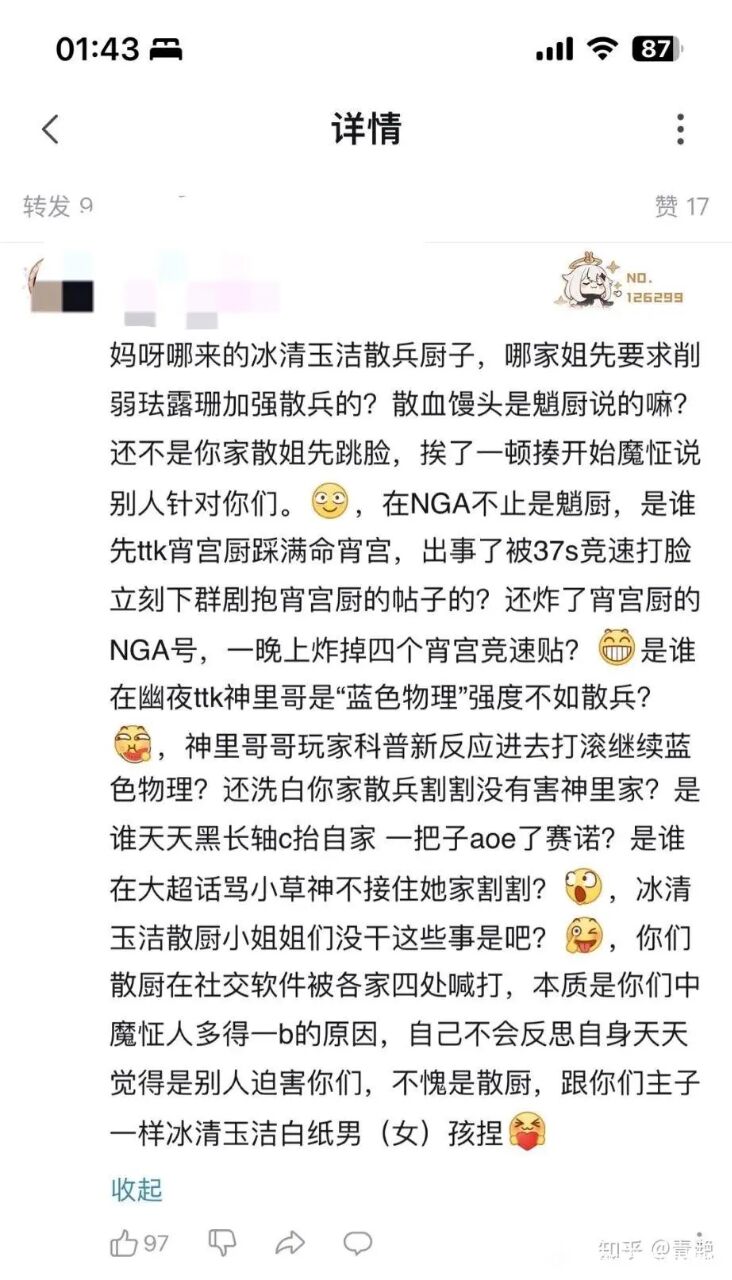 01:43
87
详情
转发 9
赞 17
NO.
126299
妈呀哪来的冰清玉洁散兵厨子，哪家姐先要求削
弱珐露珊加强散兵的？散血馒头是魈厨说的嘛？
还不是你家散姐先跳脸，挨了一顿揍开始魔怔说
别人针对你们。，在NGA不止是魈厨，是谁
先ttk宵宫厨踩满命宵宫，出事了被37s竞速打脸
立刻下群剧抱宵宫厨的帖子的？还炸了宵宫厨的
NGA号，一晚上炸掉四个宵宫竞速贴？是谁
在幽夜ttk神里哥是“蓝色物理”强度不如散兵？
，神里哥哥玩家科普新反应进去打滚继续蓝
色物理？还洗白你家散兵割割没有害神里家？是
谁天天黑长轴c抬自家 一把子aoe了赛诺？是谁
在大超话骂小草神不接住她家割割？，冰清
玉洁散厨小姐姐们没干这些事是吧？，你们
散厨在社交软件被各家四处喊打，本质是你们中
魔怔人多得一b的原因，自己不会反思自身天天
觉得是别人迫害你们，不愧是散厨，跟你们主子
一样冰清玉洁白纸男（女）孩捏
收起
97
知乎 @青艳